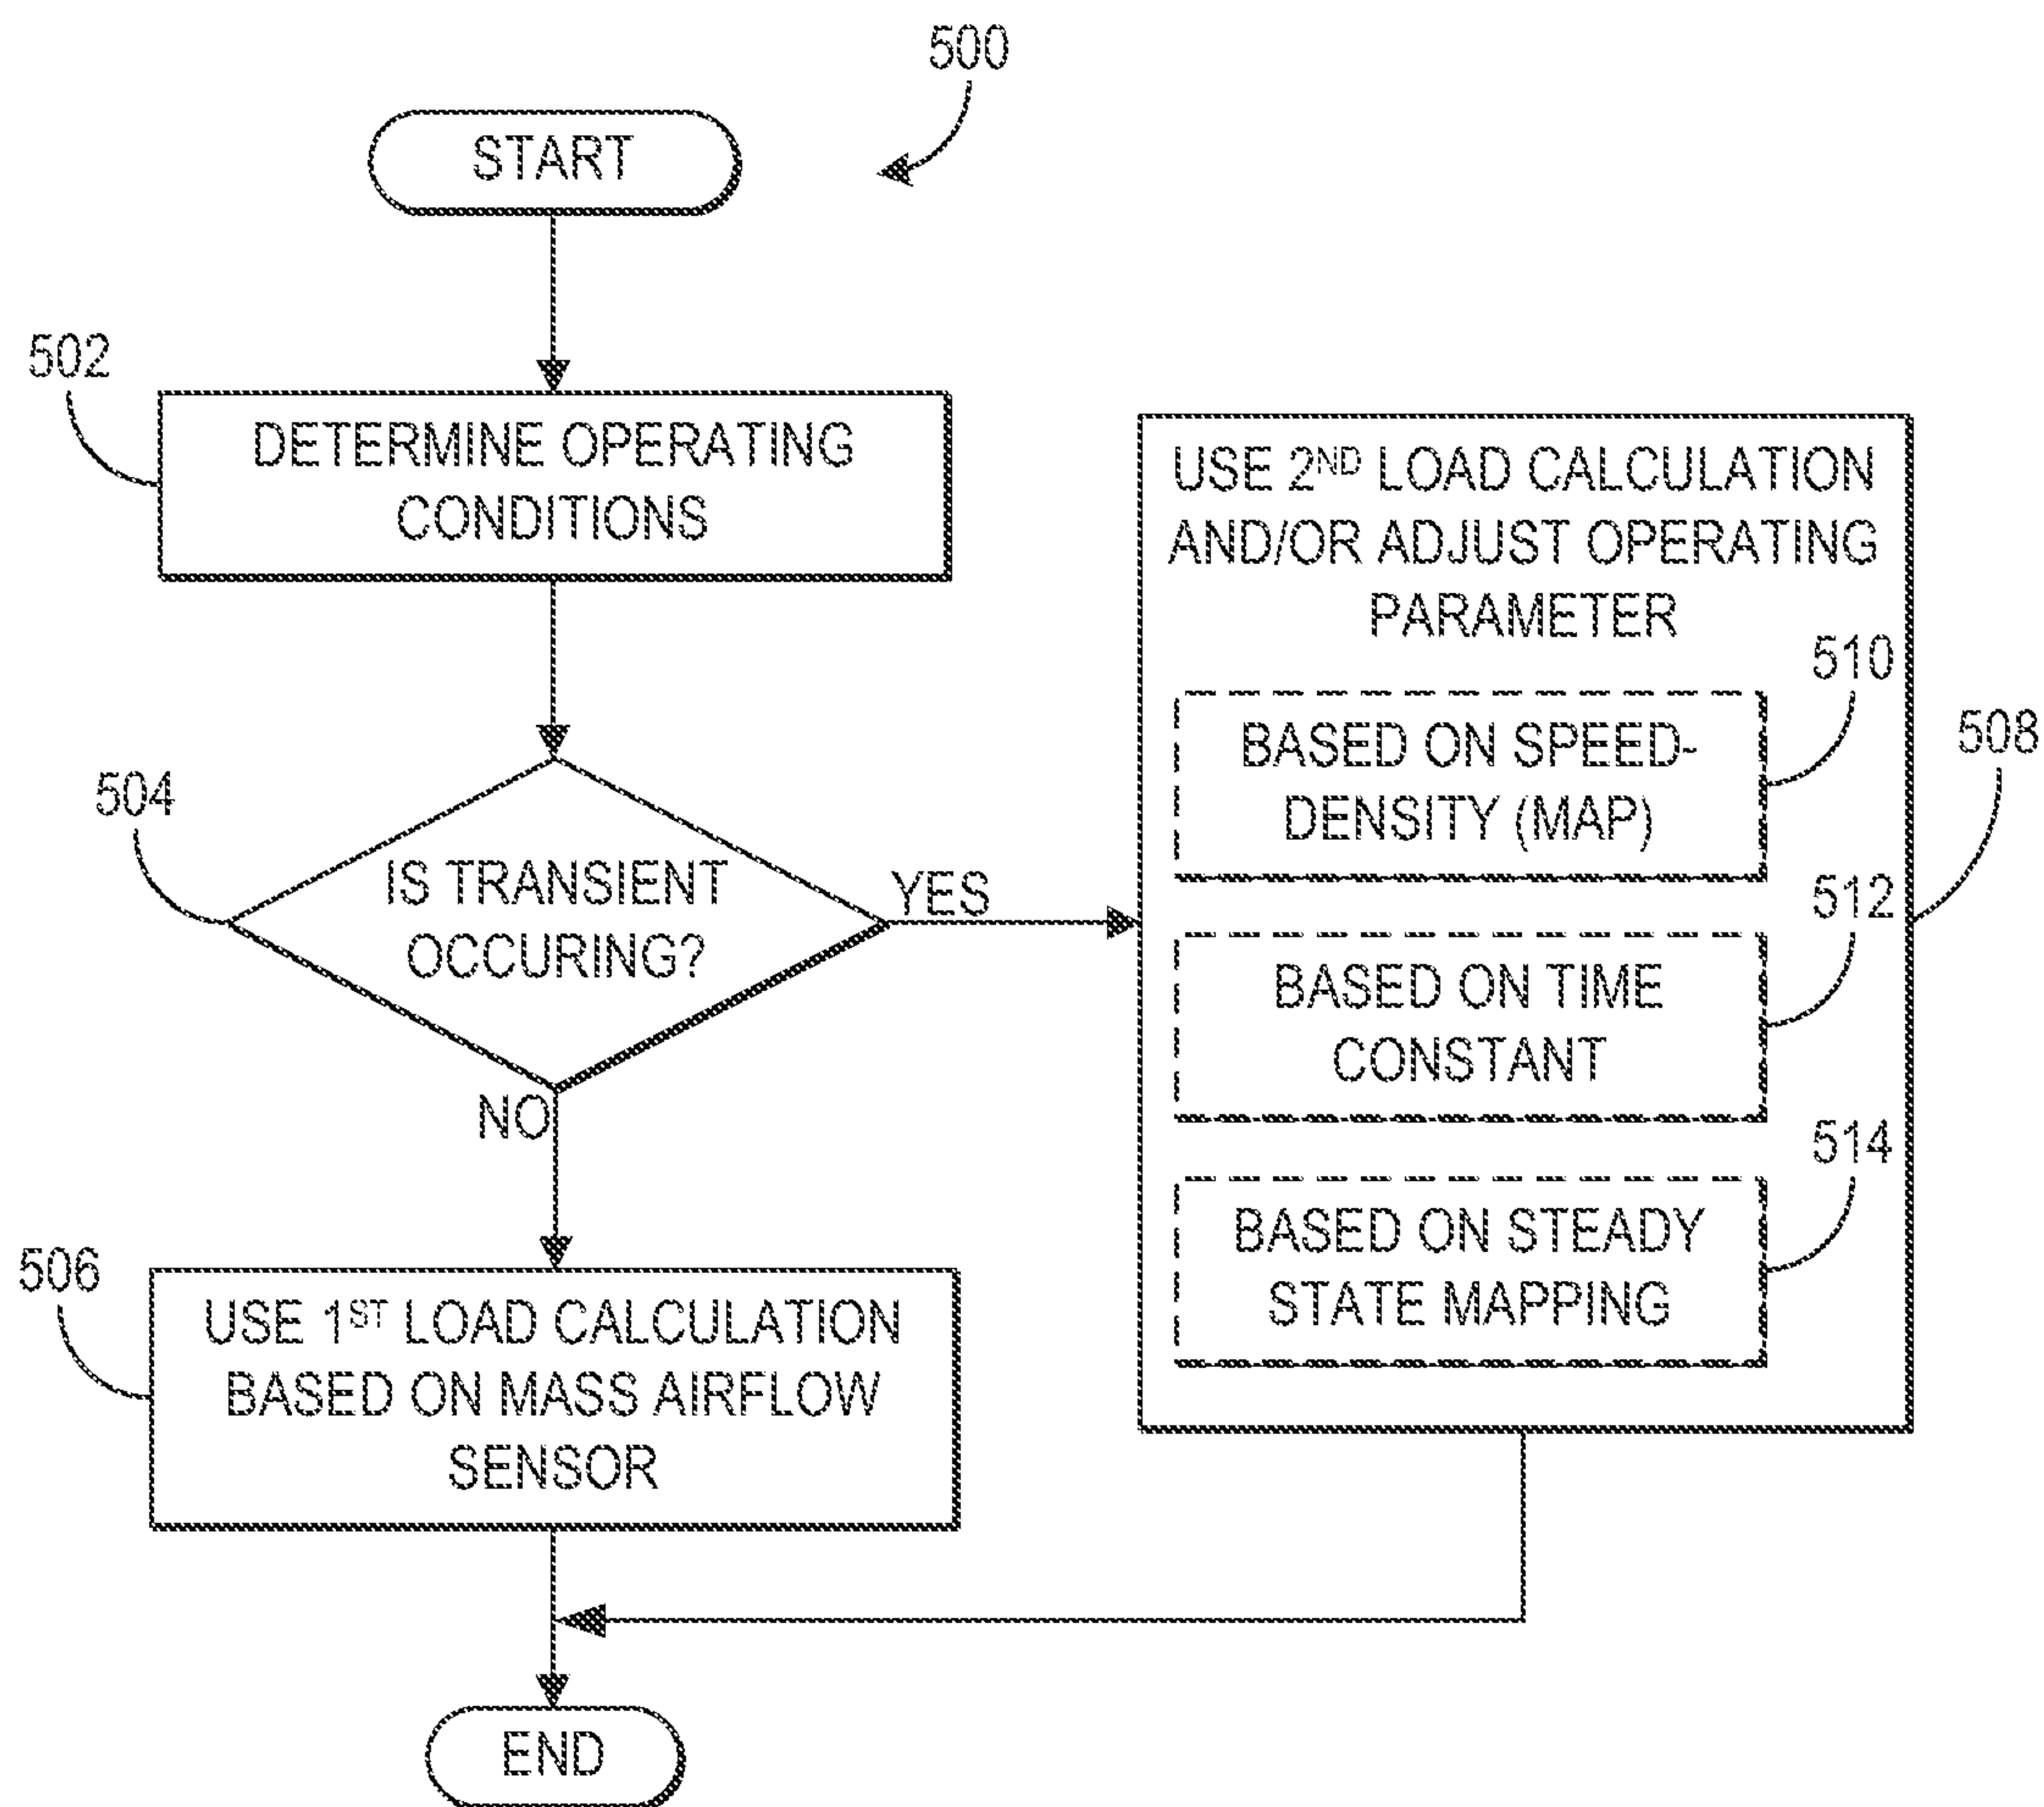 500
START
502
DETERMINE OPERATING
CONDITIONS
504
IS TRANSIENT
OCCURING?
YES
NO
506
USE 1ST LOAD CALCULATION
BASED ON MASS AIRFLOW
SENSOR
USE 2ND LOAD CALCULATION
AND/OR ADJUST OPERATING
PARAMETER
510
BASED ON SPEED-
DENSITY (MAP)
508
512
BASED ON TIME
CONSTANT
514
BASED ON STEADY
STATE MAPPING
END